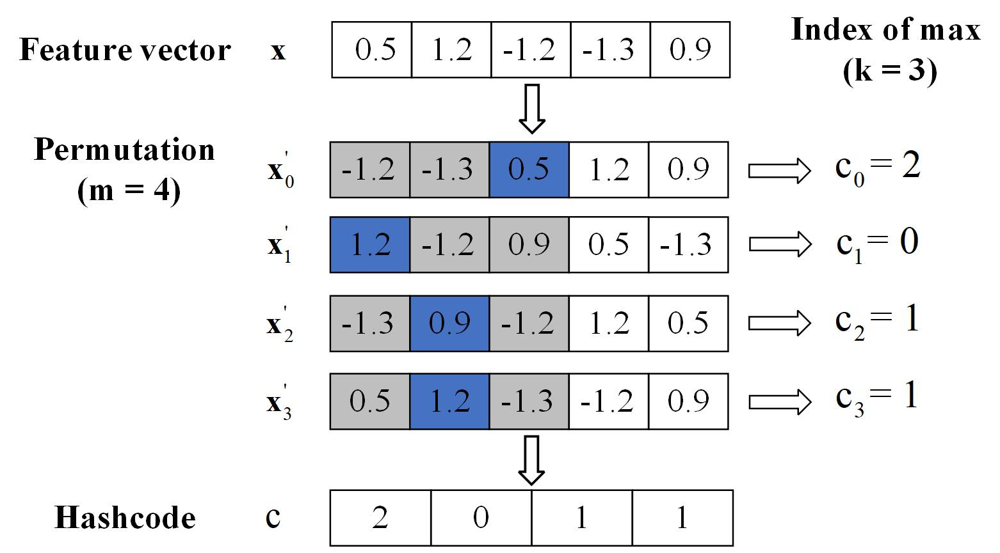 Feature vector x 0.5 1.2 -1.2 -1.3 0.9
Index of max
(k = 3)
Permutation
(m = 4)
x'0 -1.2 -1.3 0.5 1.2 0.9 c0 = 2
x'1 1.2 -1.2 0.9 0.5 -1.3 c1 = 0
x'2 -1.3 0.9 -1.2 1.2 0.5 c2 = 1
x'3 0.5 1.2 -1.3 -1.2 0.9 c3 = 1
Hashcode c 2 0 1 1